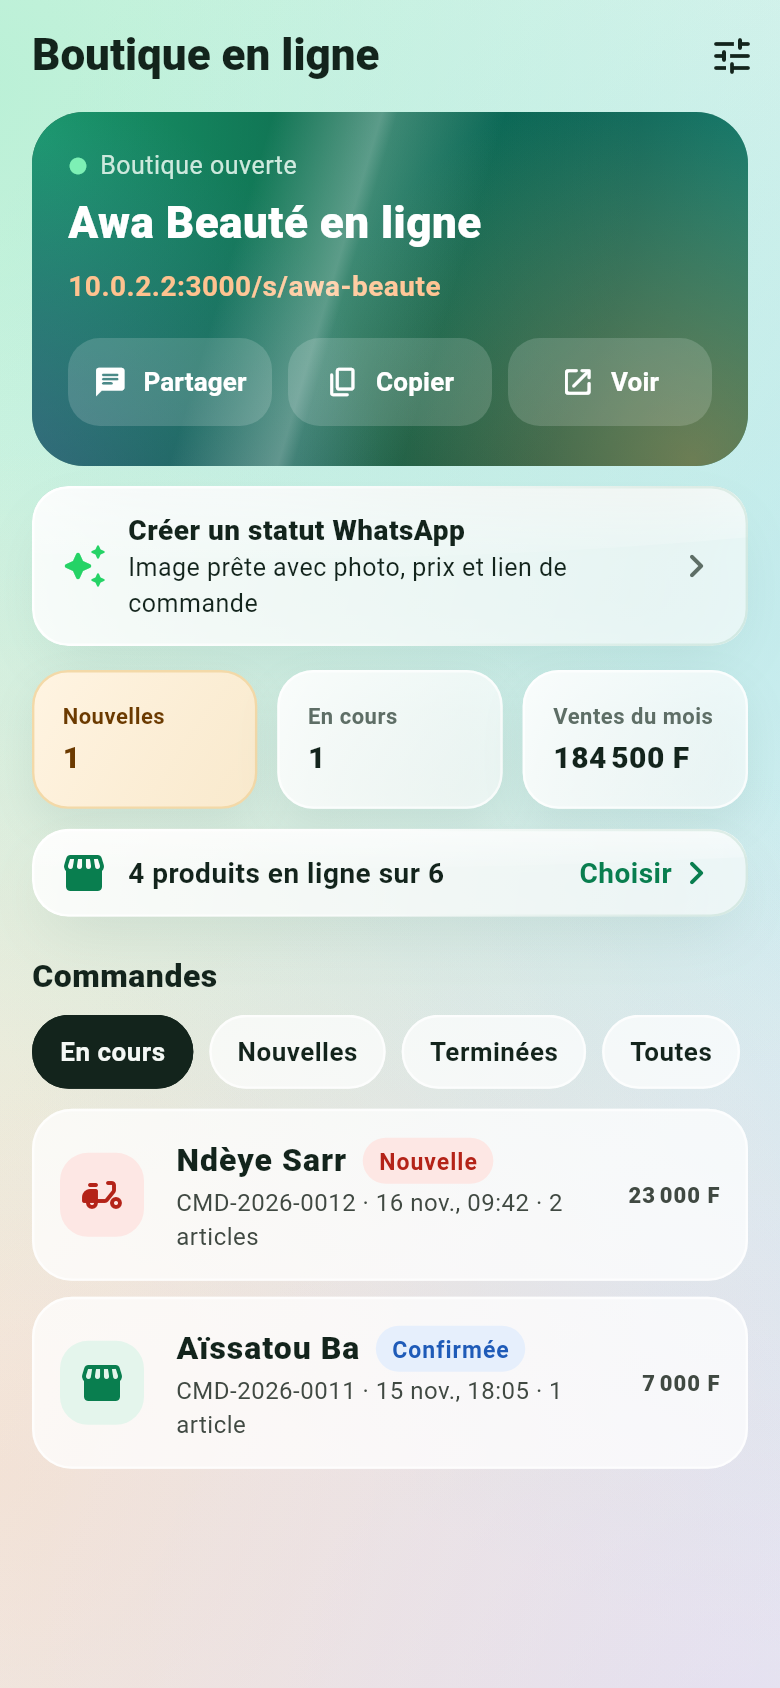 Boutique en ligne
Boutique ouverte
Awa Beauté en ligne
10.0.2.2:3000/s/awa-beaute
Partager
Copier
Voir
Créer un statut WhatsApp
Image prête avec photo, prix et lien de
commande
Nouvelles
1
En cours
1
Ventes du mois
184 500 F
4 produits en ligne sur 6
Choisir
Commandes
En cours
Nouvelles
Terminées
Toutes
Ndèye Sarr
Nouvelle
CMD-2026-0012 · 16 nov., 09:42 · 2
articles
23 000 F
Aïssatou Ba
Confirmée
CMD-2026-0011 · 15 nov., 18:05 · 1
article
7 000 F